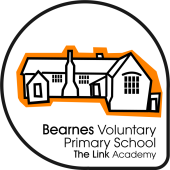 Bearnes Voluntary
Primary School
The Link Academy